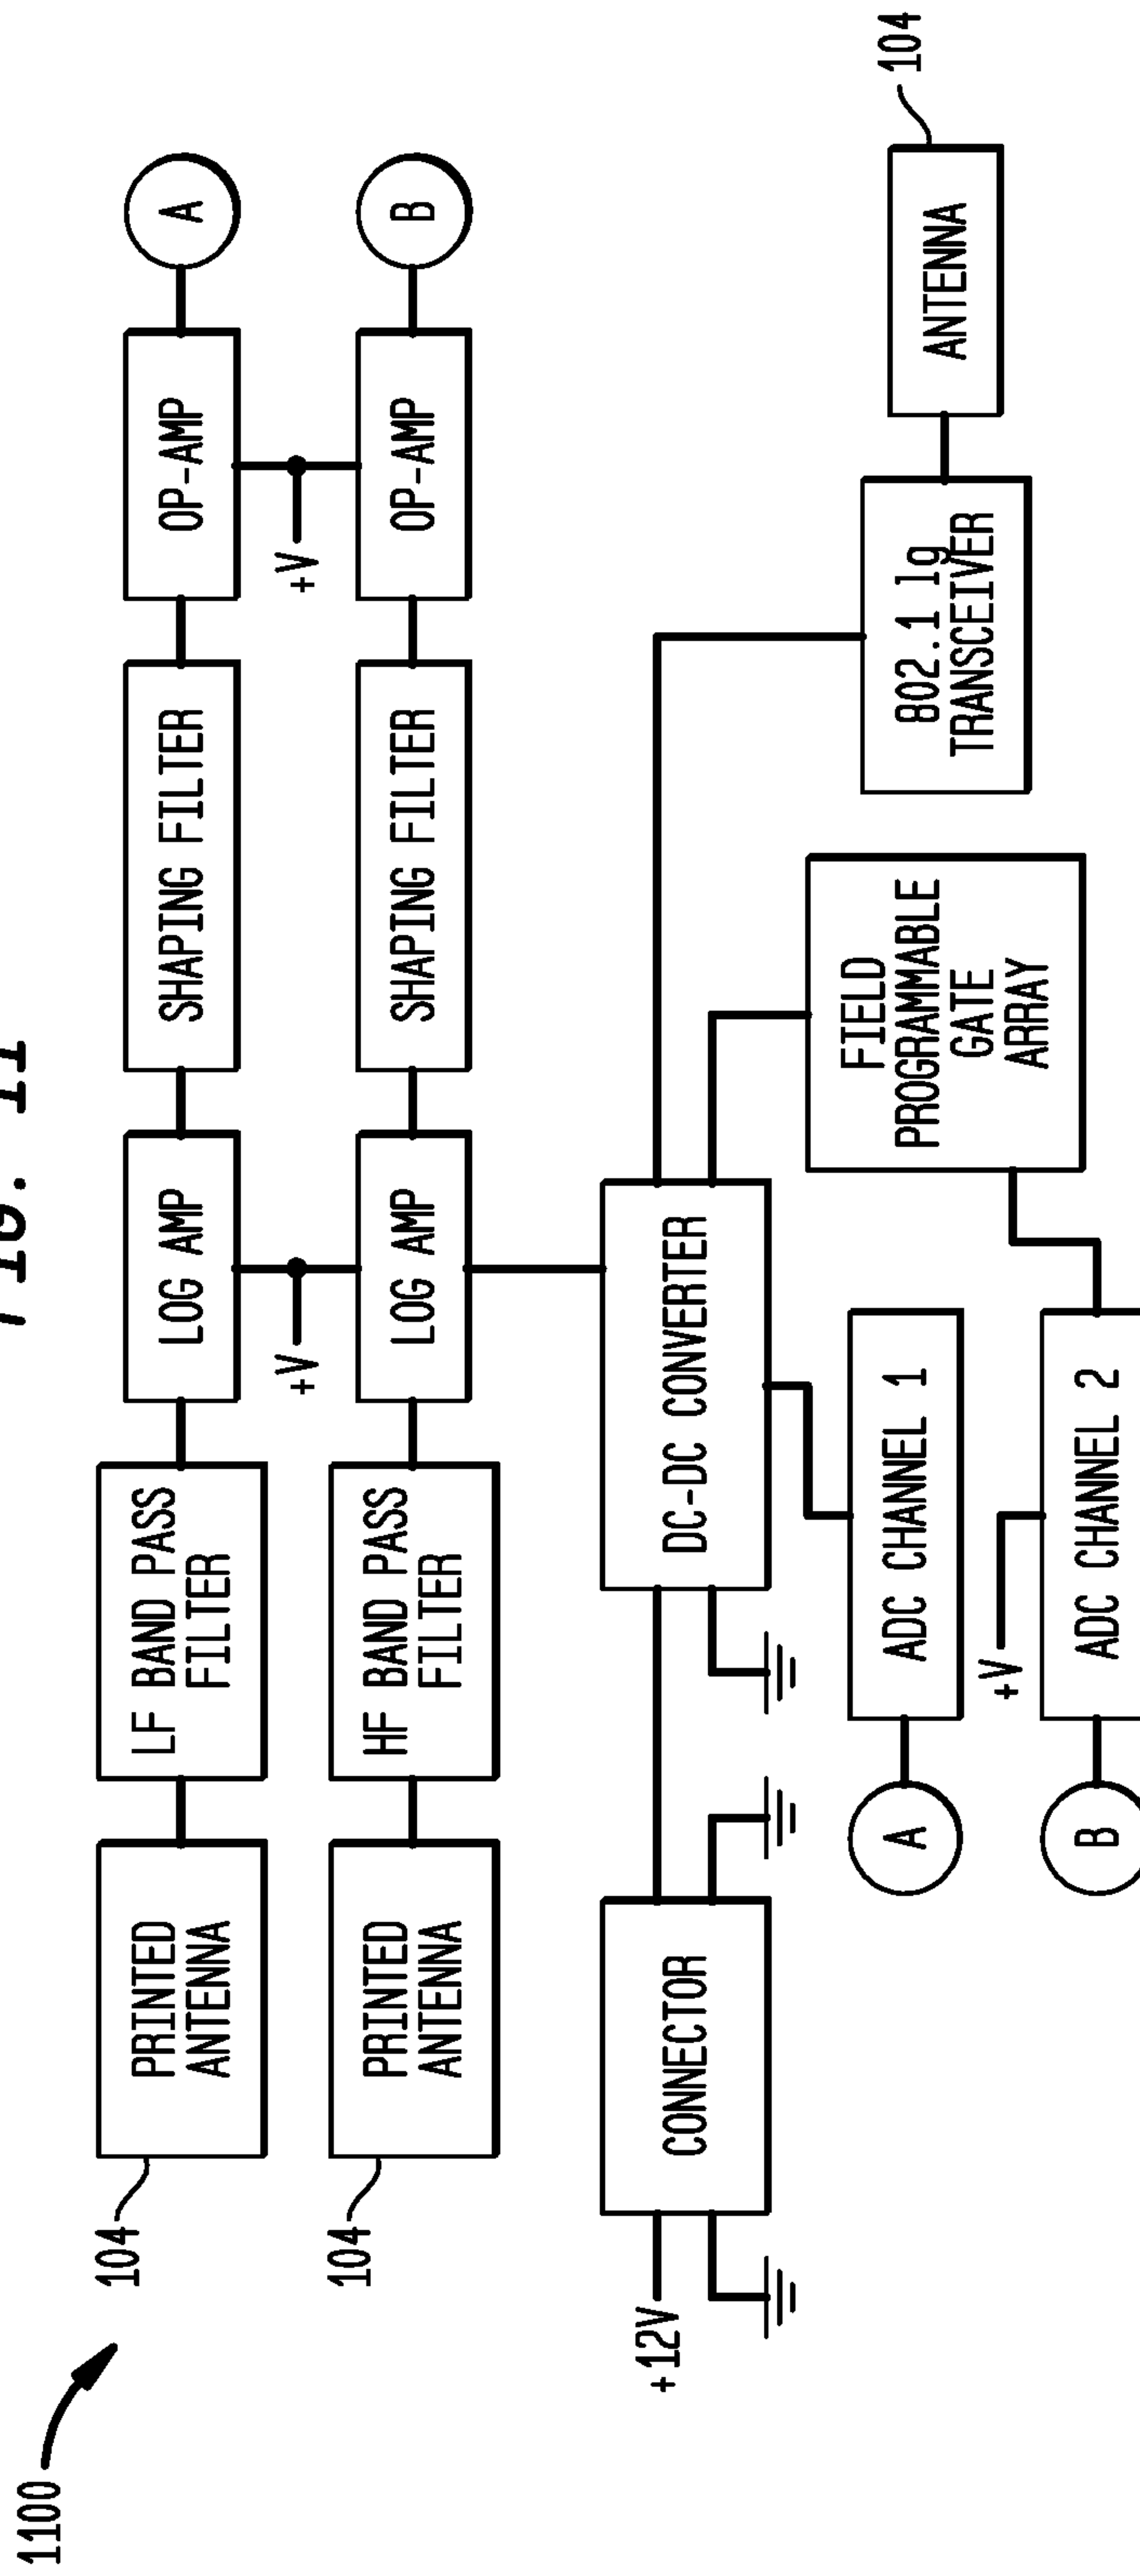 FIG. 11
1100
104
PRINTED
ANTENNA
LF BAND PASS
FILTER
LOG AMP
SHAPING FILTER
OP-AMP
A
+V
+V
104
PRINTED
ANTENNA
HF BAND PASS
FILTER
LOG AMP
SHAPING FILTER
OP-AMP
B
+12V
CONNECTOR
DC-DC CONVERTER
A
ADC CHANNEL 1
+V
B
ADC CHANNEL 2
FIELD
PROGRAMMABLE
GATE
ARRAY
802.1 1g
TRANSCEIVER
ANTENNA
104